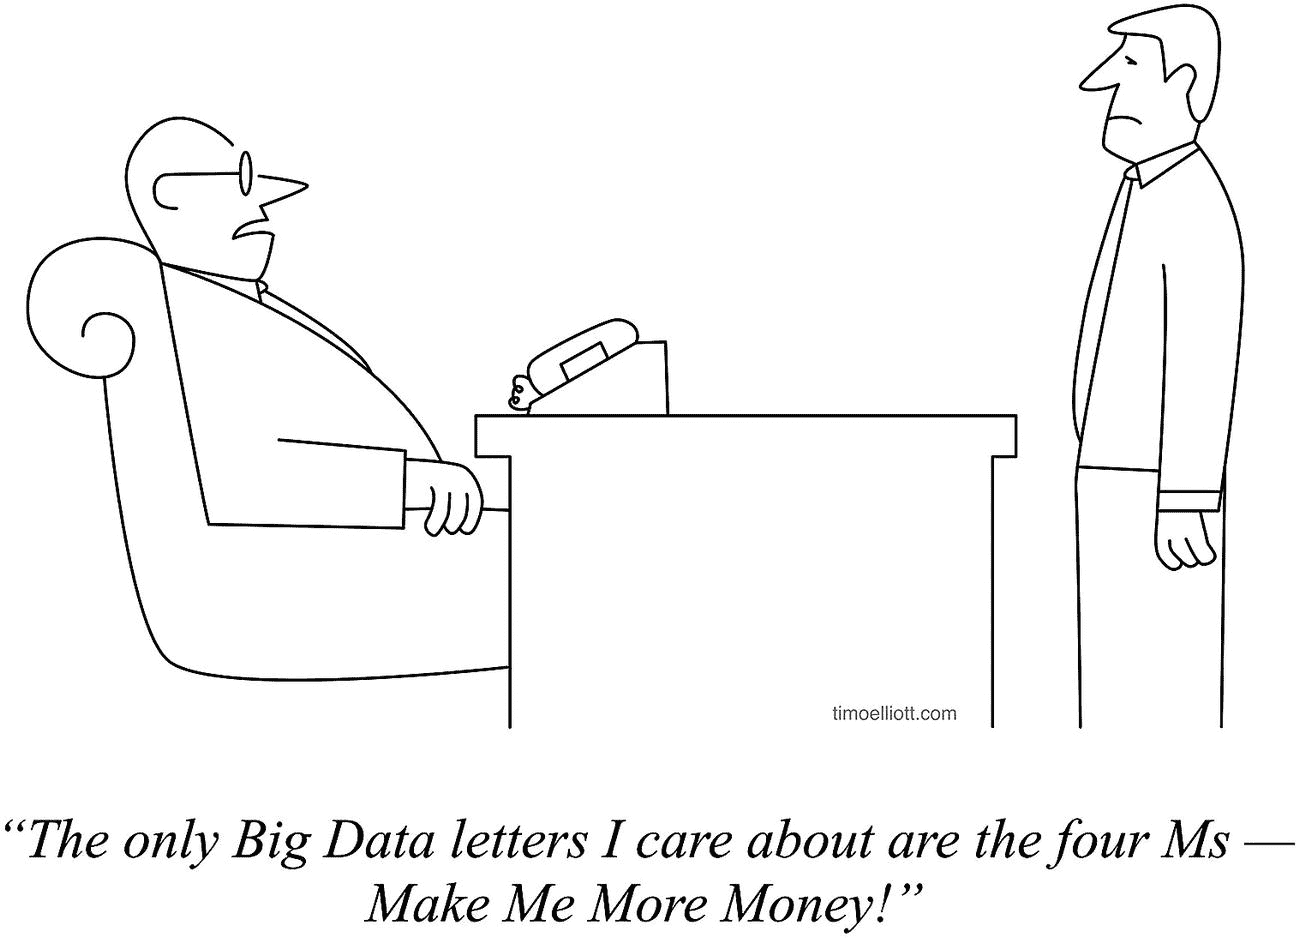 timoelliott.com
“The only Big Data letters I care about are the four Ms —
Make Me More Money!”